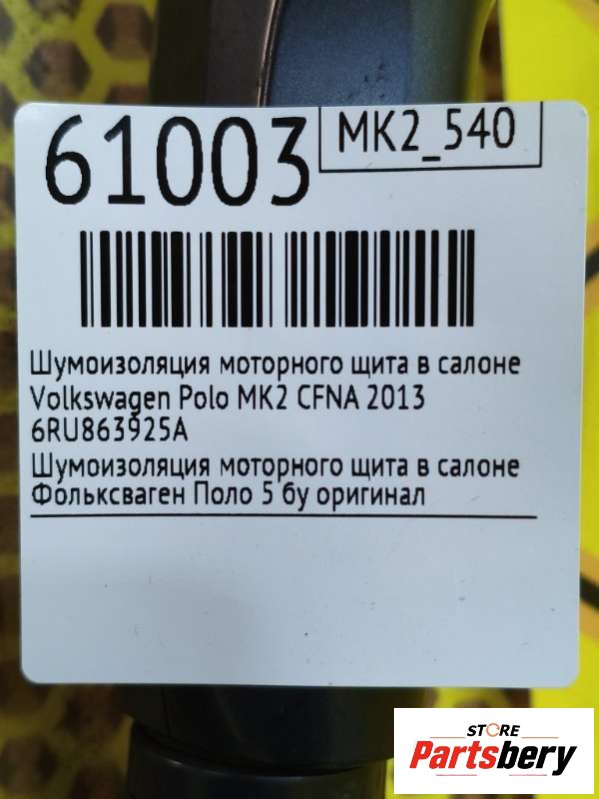 61003
MK2_540
Шумоизоляция моторного щита в салоне
Volkswagen Polo MK2 CFNA 2013
6RU863925A
Шумоизоляция моторного щита в салоне
Фольксваген Поло 5 бу оригинал
STORE
Partsbery